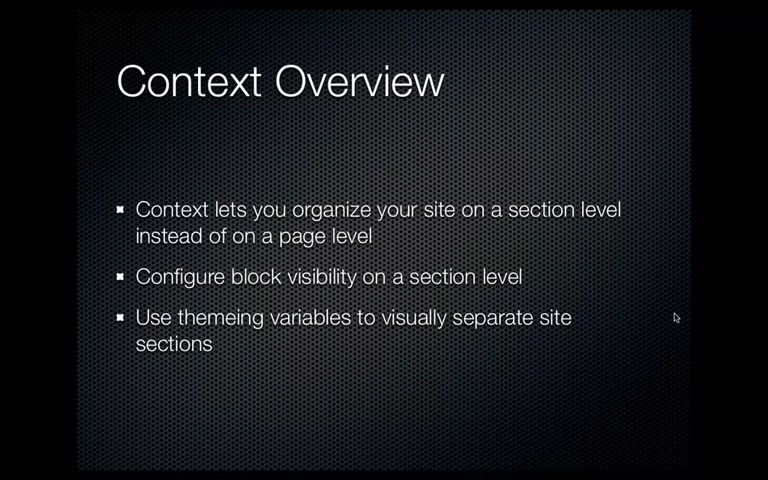 Context Overview
Context lets you organize your site on a section level
instead of on a page level
Configure block visibility on a section level
Use themeing variables to visually separate site
sections